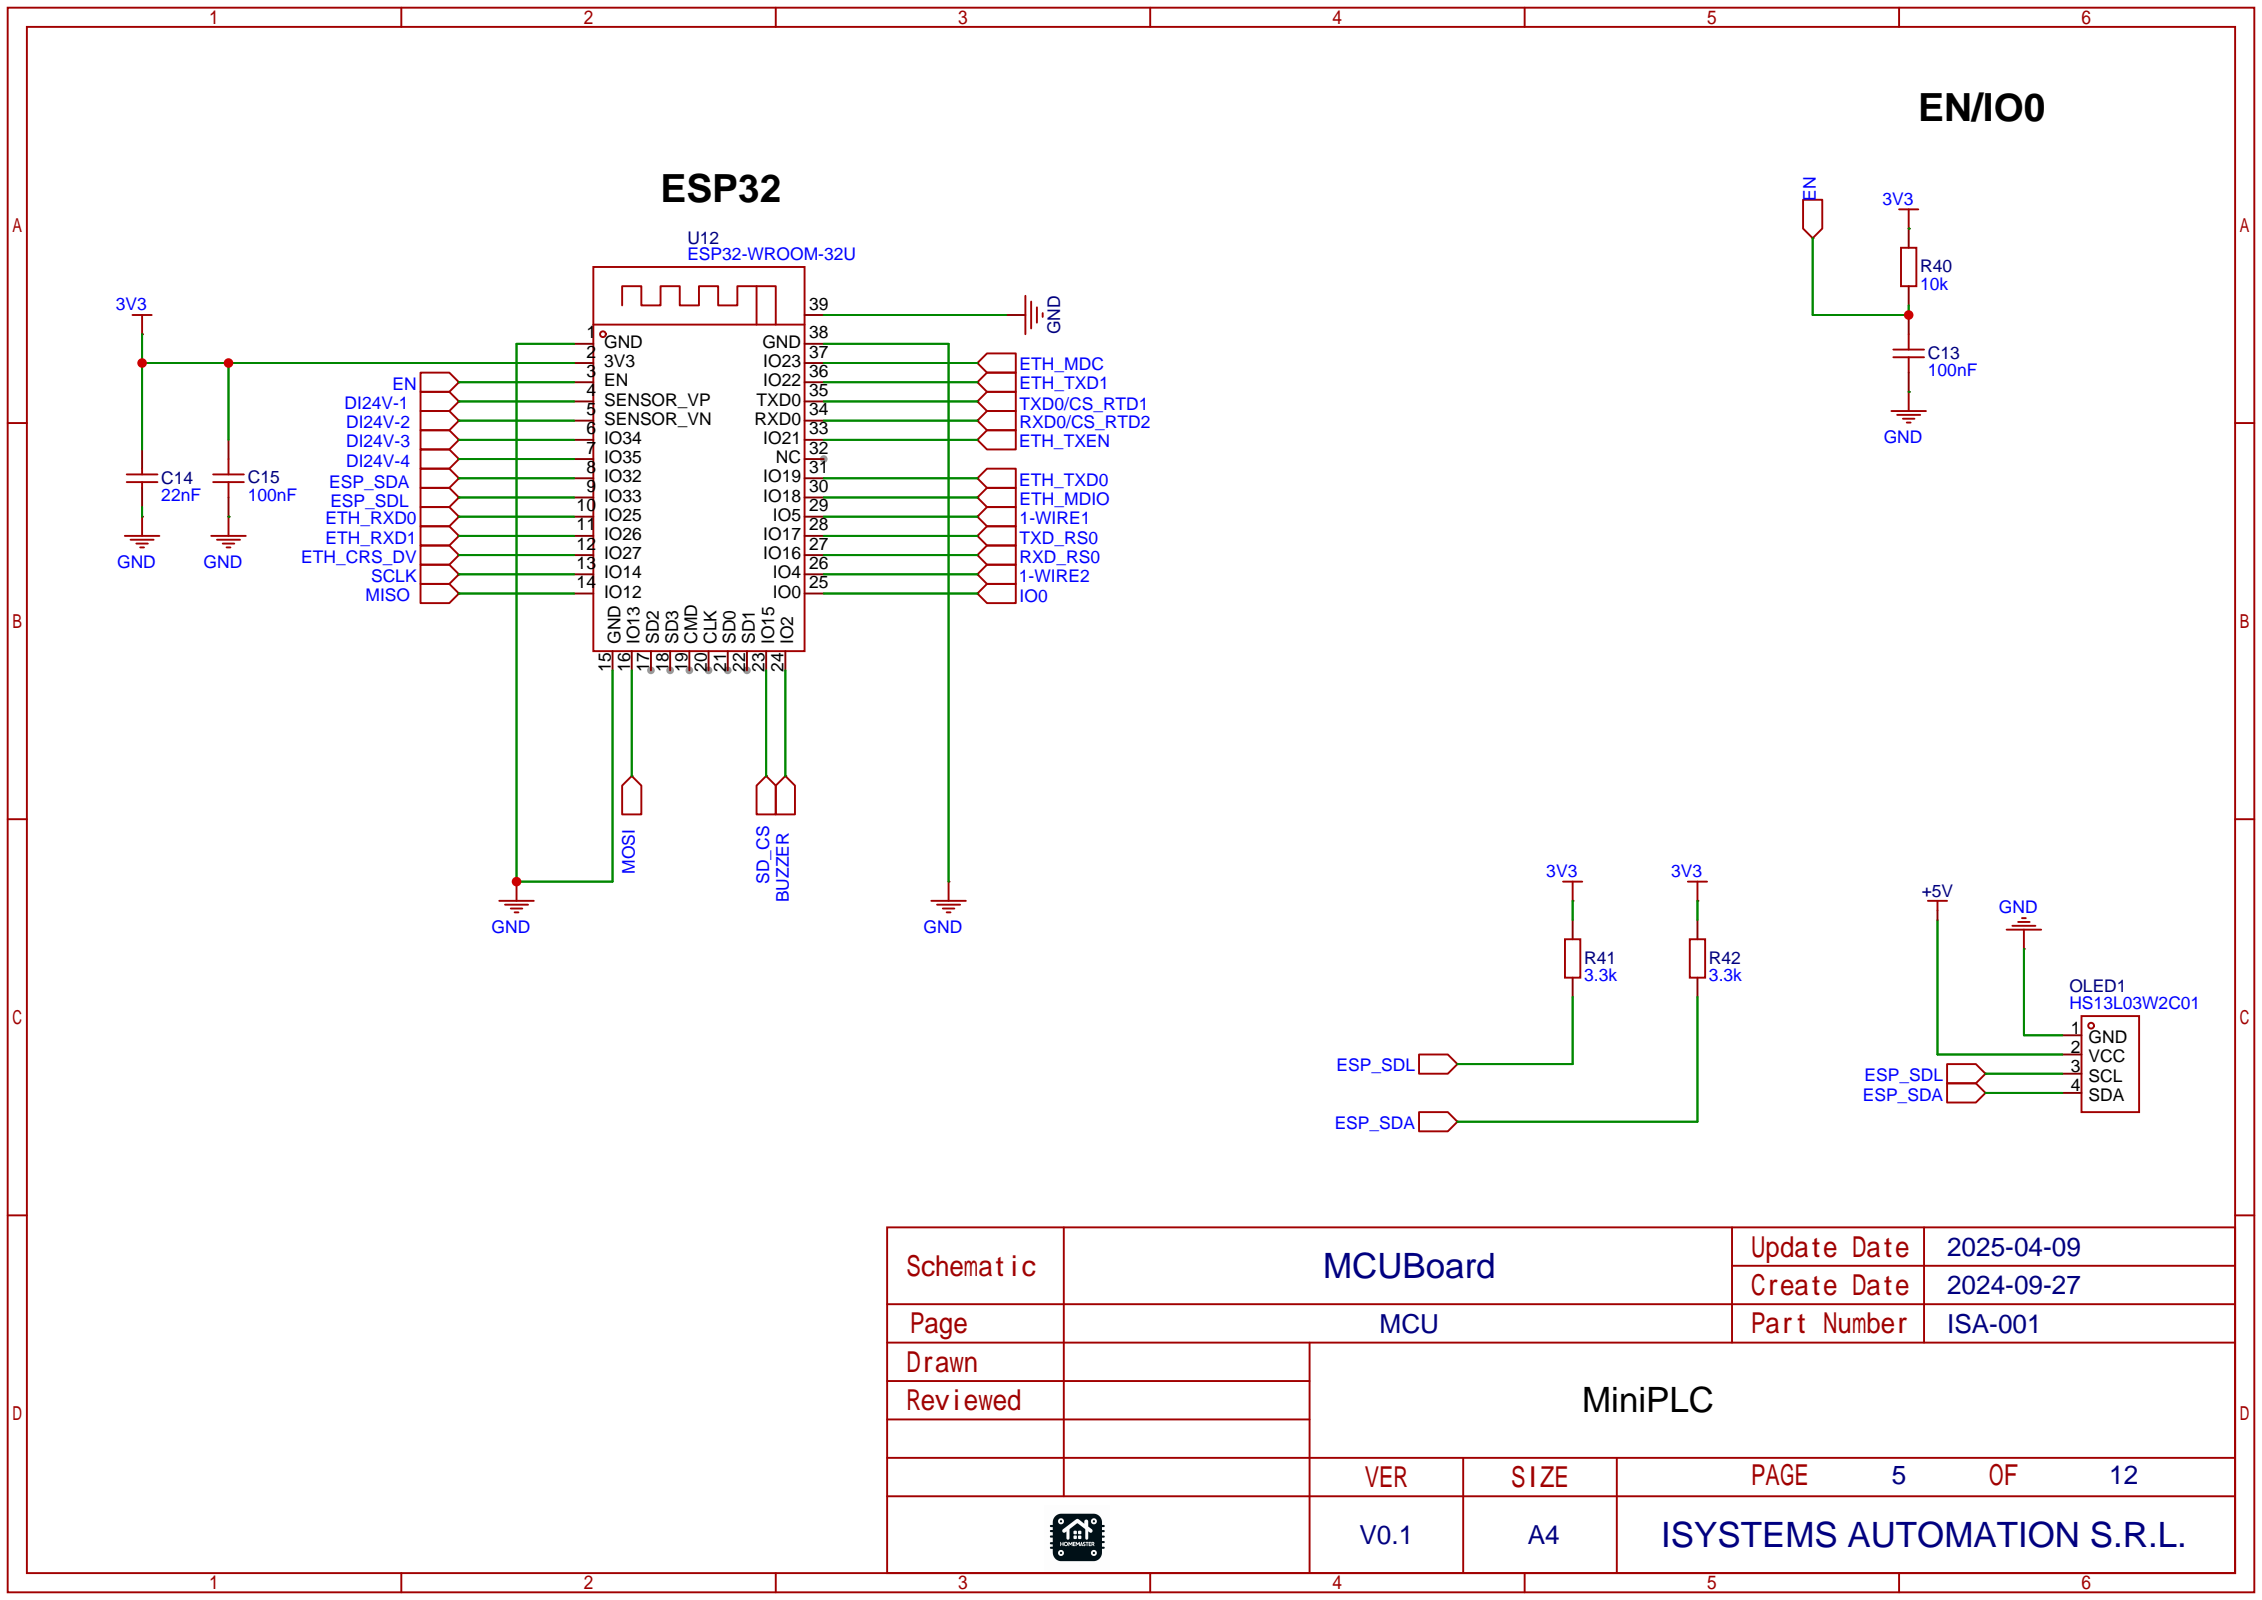 1 2 3 4 5 6
A
B
C
D
A
B
C
D
ESP32
U12
ESP32-WROOM-32U
3V3
C14
22nF
GND
C15
100nF
GND
EN
DI24V-1
DI24V-2
DI24V-3
DI24V-4
ESP_SDA
ESP_SDL
ETH_RXD0
ETH_RXD1
ETH_CRS_DV
SCLK
MISO
1 GND
2 3V3
3 EN
4 SENSOR_VP
5 SENSOR_VN
6 IO34
7 IO35
8 IO32
9 IO33
10 IO25
11 IO26
12 IO27
13 IO14
14 IO12
15 GND
16 IO13
17 SD2
18 SD3
19 CMD
20 CLK
21 SD0
22 SD1
23 IO15
24 IO2
39
GND 38
IO23 37
IO22 36
TXD0 35
RXD0 34
IO21 33
NC 32
IO19 31
IO18 30
IO5 29
IO17 28
IO16 27
IO4 26
IO0 25
GND
ETH_MDC
ETH_TXD1
TXD0/CS_RTD1
RXD0/CS_RTD2
ETH_TXEN
ETH_TXD0
ETH_MDIO
1-WIRE1
TXD_RS0
RXD_RS0
1-WIRE2
IO0
MOSI
SD_CS
BUZZER
GND
GND
EN/IO0
EN
3V3
R40
10k
C13
100nF
GND
3V3
R41
3.3k
3V3
R42
3.3k
ESP_SDL
ESP_SDA
+5V
GND
OLED1
HS13L03W2C01
1 GND
2 VCC
3 SCL
4 SDA
ESP_SDL
ESP_SDA
Schematic MCUBoard
Update Date 2025-04-09
Create Date 2024-09-27
Page MCU
Part Number ISA-001
Drawn
Reviewed
MiniPLC
VER SIZE PAGE 5 OF 12
HOMEMASTER
V0.1 A4 ISYSTEMS AUTOMATION S.R.L.
1 2 3 4 5 6